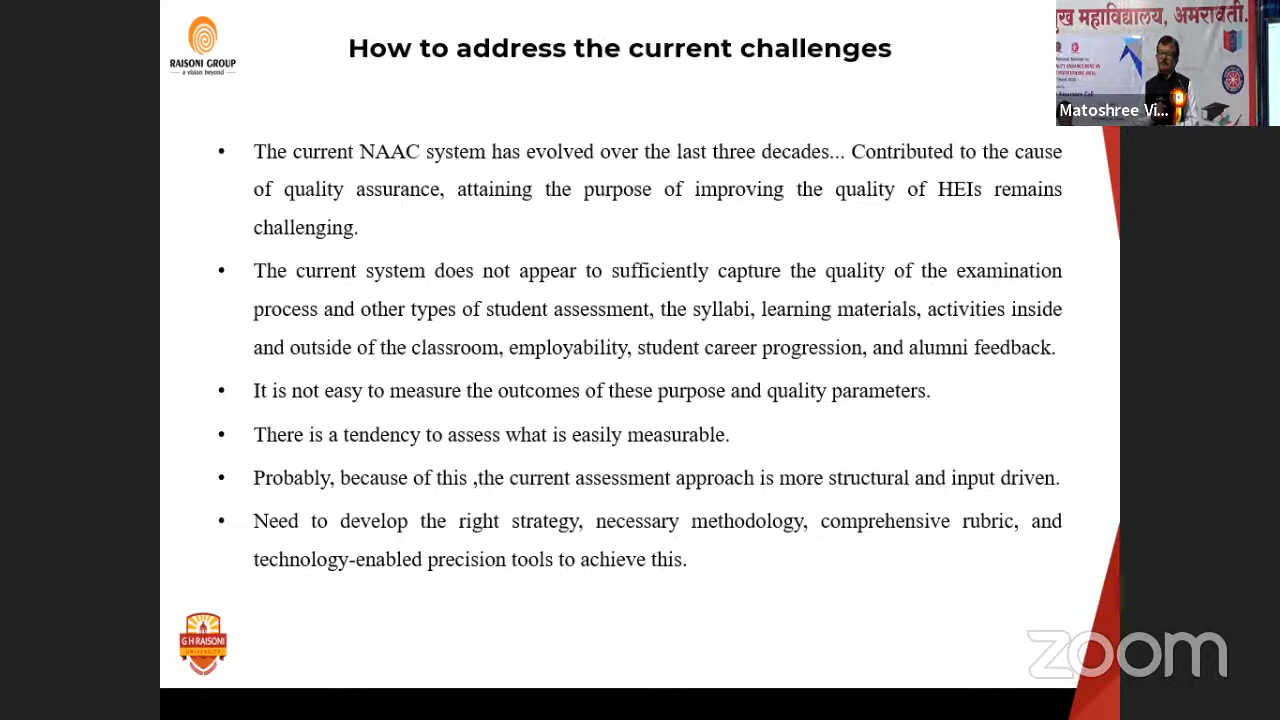 RAISONI GROUP
a vision beyond
How to address the current challenges
ख महाविद्यालय, अमरावती.
Matoshree Vi...
• The current NAAC system has evolved over the last three decades... Contributed to the cause
of quality assurance, attaining the purpose of improving the quality of HEIs remains
challenging.
• The current system does not appear to sufficiently capture the quality of the examination
process and other types of student assessment, the syllabi, learning materials, activities inside
and outside of the classroom, employability, student career progression, and alumni feedback.
• It is not easy to measure the outcomes of these purpose and quality parameters.
• There is a tendency to assess what is easily measurable.
• Probably, because of this ,the current assessment approach is more structural and input driven.
• Need to develop the right strategy, necessary methodology, comprehensive rubric, and
technology-enabled precision tools to achieve this.
G H RAISONI
UNIVERSITY
zoom